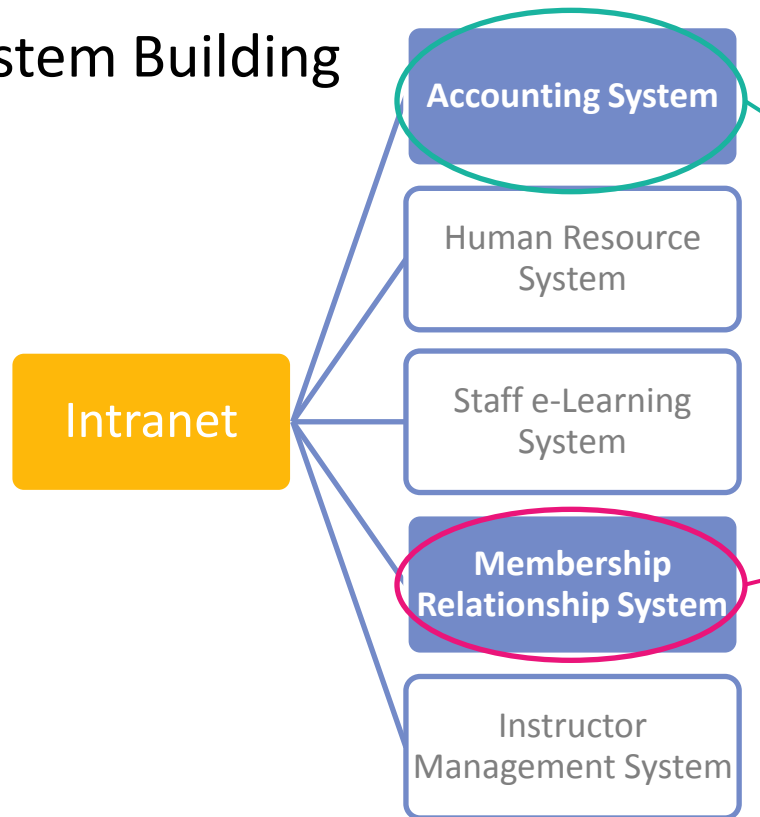 stem Building
Accounting System
Human Resource
System
Staff e-Learning
System
Intranet
Membership
Relationship System
Instructor
Management System